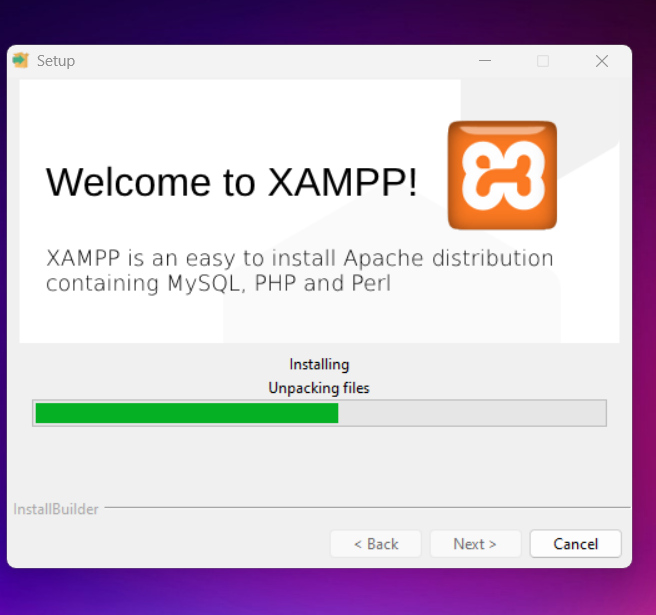 Setup
Welcome to XAMPP!
XAMPP is an easy to install Apache distribution
containing MySQL, PHP and Perl
Installing
Unpacking files
InstallBuilder
< Back
Next >
Cancel